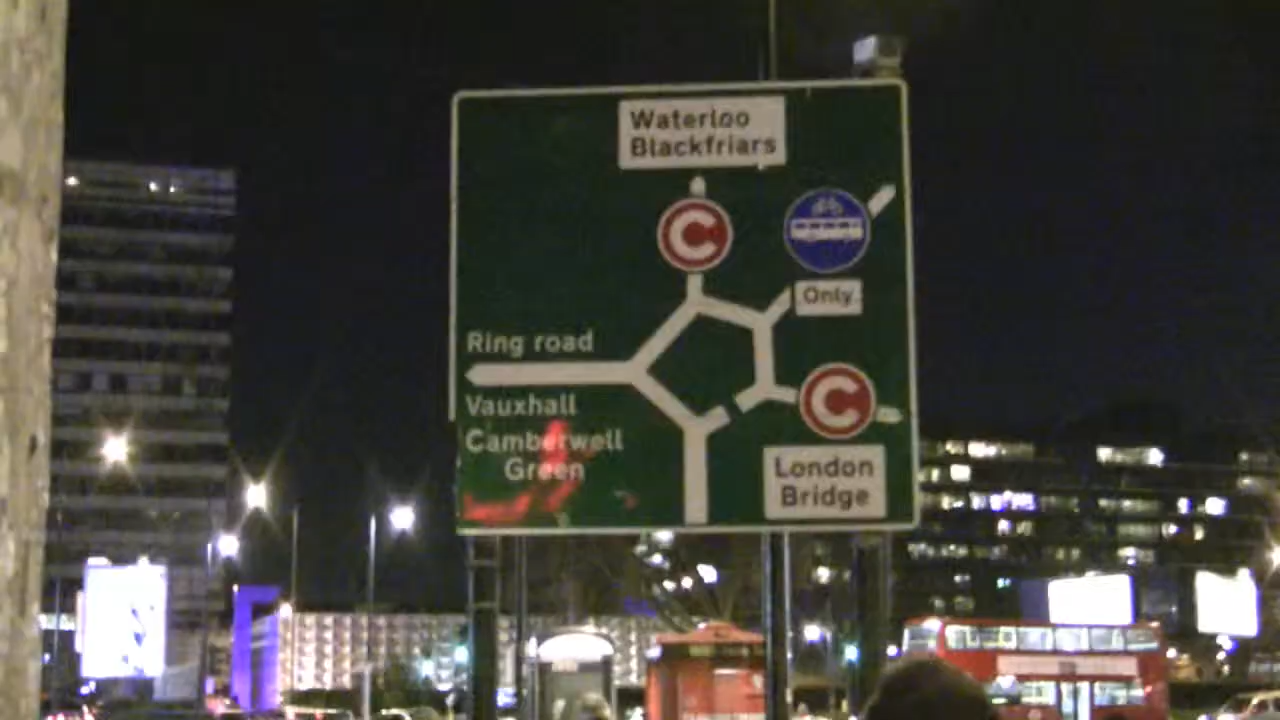 Waterloo
Blackfriars
C
Only
Ring road
Vauxhall
Camberwell
Green
C
London
Bridge